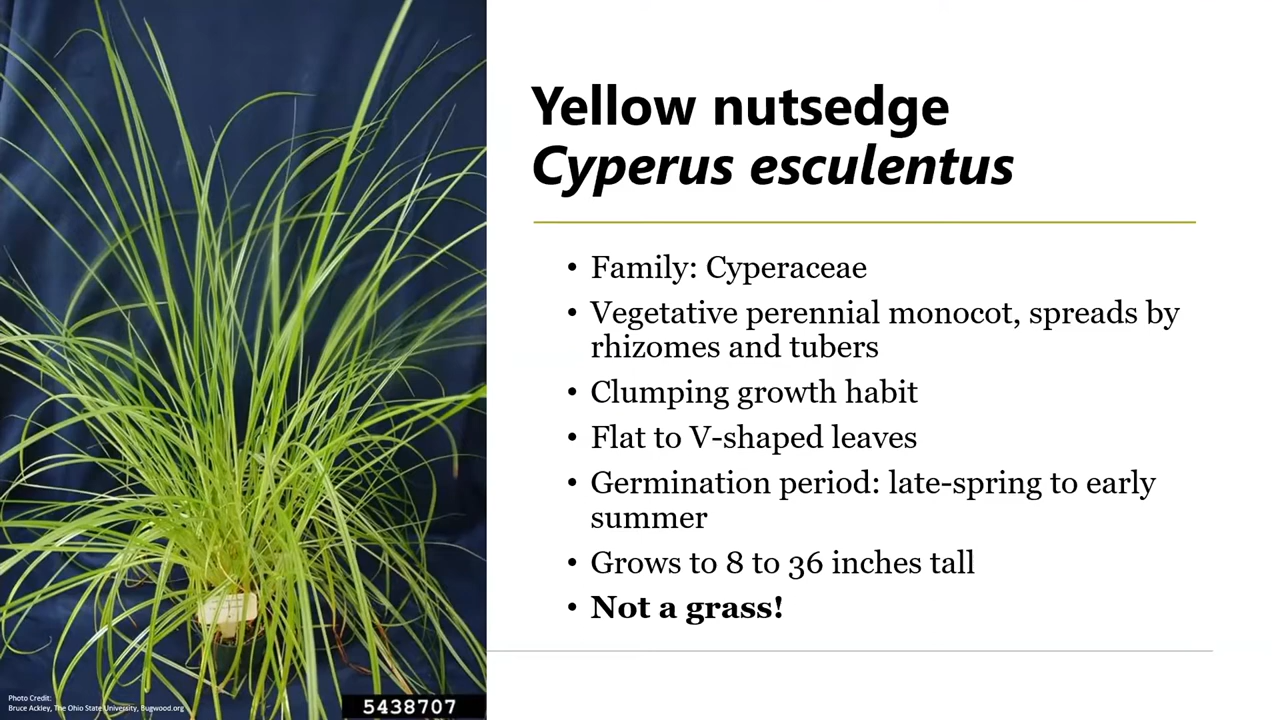 Yellow nutsedge
Cyperus esculentus
• Family: Cyperaceae
• Vegetative perennial monocot, spreads by
rhizomes and tubers
• Clumping growth habit
• Flat to V-shaped leaves
• Germination period: late-spring to early
summer
• Grows to 8 to 36 inches tall
• Not a grass!
Photo Credit:
Bruce Ackley, The Ohio State University, Bugwood.org
5438707